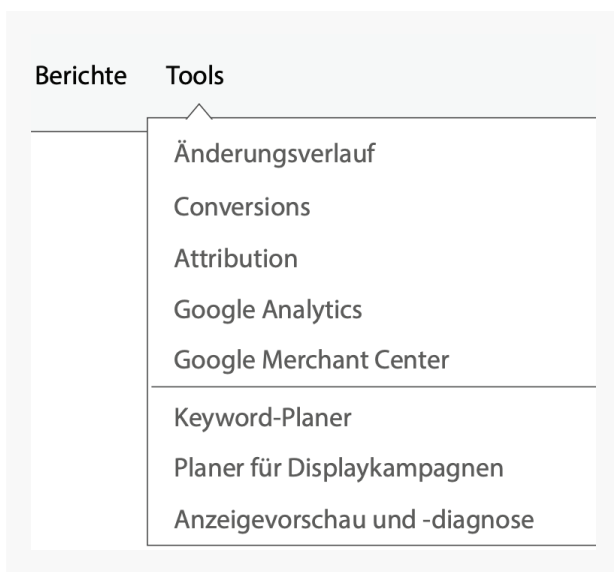 Berichte Tools
Änderungsverlauf
Conversions
Attribution
Google Analytics
Google Merchant Center
Keyword-Planer
Planer für Displaykampagnen
Anzeigevorschau und -diagnose